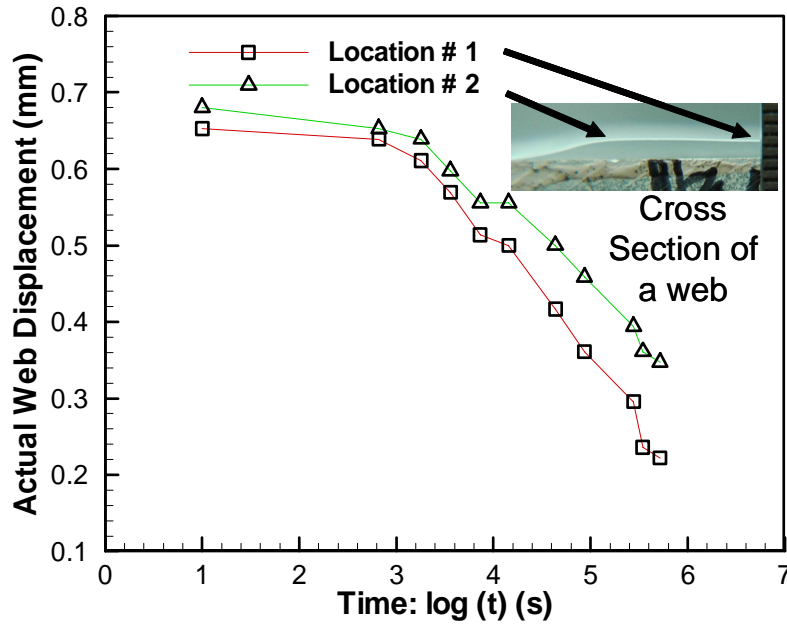 0.8
0.7
0.6
0.5
0.4
0.3
0.2
0.1
Actual Web Displacement (mm)
Location # 1
Location # 2
Cross
Section of
a web
0 1 2 3 4 5 6 7
Time: log (t) (s)